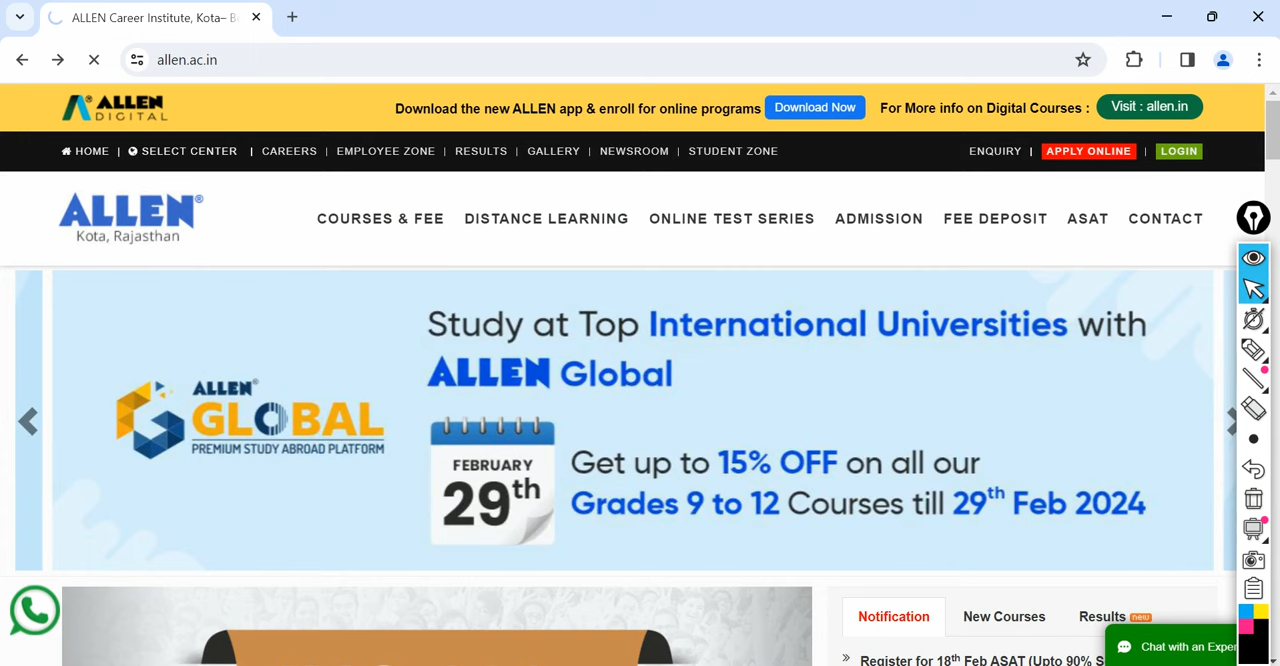 ALLEN Career Institute, Kota– B
allen.ac.in
ALLEN DIGITAL
Download the new ALLEN app & enroll for online programs Download Now For More info on Digital Courses : Visit : allen.in
HOME | SELECT CENTER | CAREERS | EMPLOYEE ZONE | RESULTS | GALLERY | NEWSROOM | STUDENT ZONE ENQUIRY | APPLY ONLINE | LOGIN
ALLEN®
Kota, Rajasthan
COURSES & FEE DISTANCE LEARNING ONLINE TEST SERIES ADMISSION FEE DEPOSIT ASAT CONTACT
Study at Top International Universities with
ALLEN Global
ALLEN®
GLOBAL
PREMIUM STUDY ABROAD PLATFORM
FEBRUARY
29th
Get up to 15% OFF on all our
Grades 9 to 12 Courses till 29th Feb 2024
Notification New Courses Results new
Chat with an Exper
Register for 18th Feb ASAT (Upto 90% S